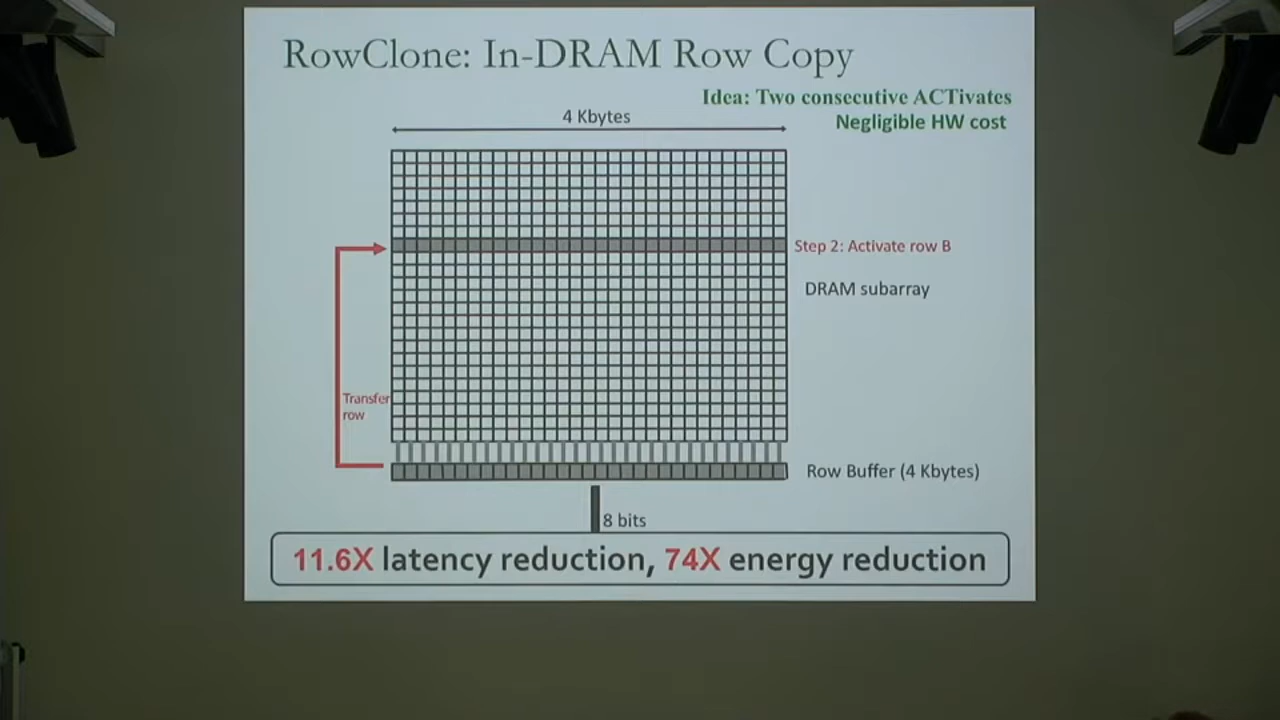 RowClone: In-DRAM Row Copy
Idea: Two consecutive ACTivates
Negligible HW cost
4 Kbytes
Step 2: Activate row B
DRAM subarray
Transfer
row
Row Buffer (4 Kbytes)
8 bits
11.6X latency reduction, 74X energy reduction